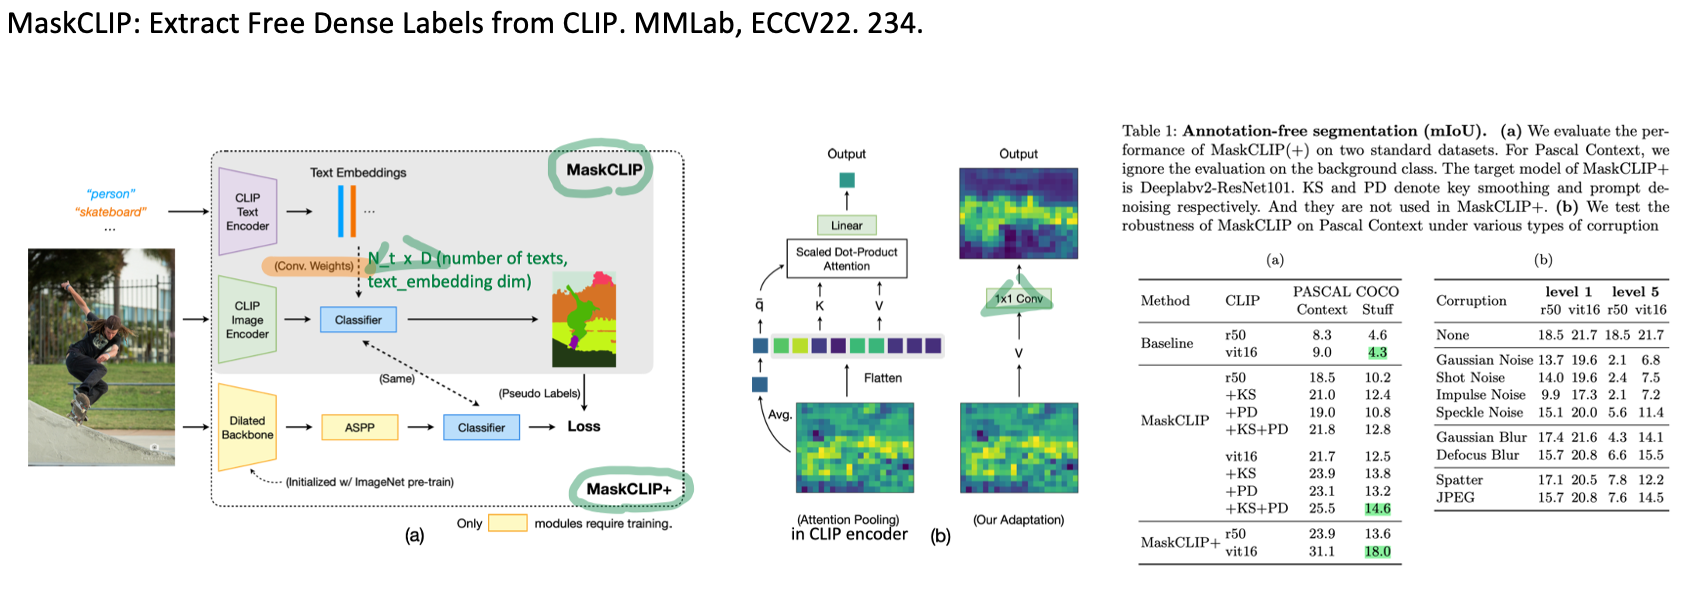 MaskCLIP: Extract Free Dense Labels from CLIP. MMLab, ECCV22. 234.
"person"
"skateboard"
...
CLIP
Text
Encoder
Text Embeddings
...
MaskCLIP
(Conv. Weights)
N_t x D (number of texts,
text_embedding dim)
CLIP
Image
Encoder
Classifier
(Same)
(Pseudo Labels)
Dilated
Backbone
ASPP
Classifier
Loss
(Initialized w/ ImageNet pre-train)
MaskCLIP+
Only modules require training.
(a)
Output
Linear
Scaled Dot-Product
Attention
q̄
K
V
Flatten
Avg.
(Attention Pooling)
in CLIP encoder
(b)
Output
1x1 Conv
V
(Our Adaptation)
Table 1: Annotation-free segmentation (mIoU). (a) We evaluate the per-
formance of MaskCLIP(+) on two standard datasets. For Pascal Context, we
ignore the evaluation on the background class. The target model of MaskCLIP+
is Deeplabv2-ResNet101. KS and PD denote key smoothing and prompt de-
noising respectively. And they are not used in MaskCLIP+. (b) We test the
robustness of MaskCLIP on Pascal Context under various types of corruption
(a)
Method CLIP PASCAL COCO
Context Stuff
Baseline
r50 8.3 4.6
vit16 9.0 4.3
MaskCLIP
r50 18.5 10.2
+KS 21.0 12.4
+PD 19.0 10.8
+KS+PD 21.8 12.8
vit16 21.7 12.5
+KS 23.9 13.8
+PD 23.1 13.2
+KS+PD 25.5 14.6
MaskCLIP+
r50 23.9 13.6
vit16 31.1 18.0
(b)
Corruption level 1 level 5
r50 vit16 r50 vit16
None 18.5 21.7 18.5 21.7
Gaussian Noise 13.7 19.6 2.1 6.8
Shot Noise 14.0 19.6 2.4 7.5
Impulse Noise 9.9 17.3 2.1 7.2
Speckle Noise 15.1 20.0 5.6 11.4
Gaussian Blur 17.4 21.6 4.3 14.1
Defocus Blur 15.7 20.8 6.6 15.5
Spatter 17.1 20.5 7.8 12.2
JPEG 15.7 20.8 7.6 14.5